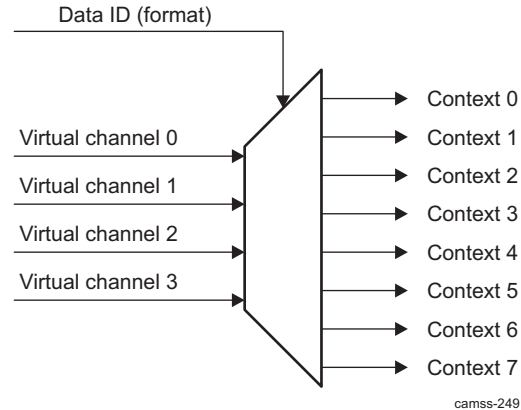 Data ID (format)
Virtual channel 0
Virtual channel 1
Virtual channel 2
Virtual channel 3
Context 0
Context 1
Context 2
Context 3
Context 4
Context 5
Context 6
Context 7
camss-249